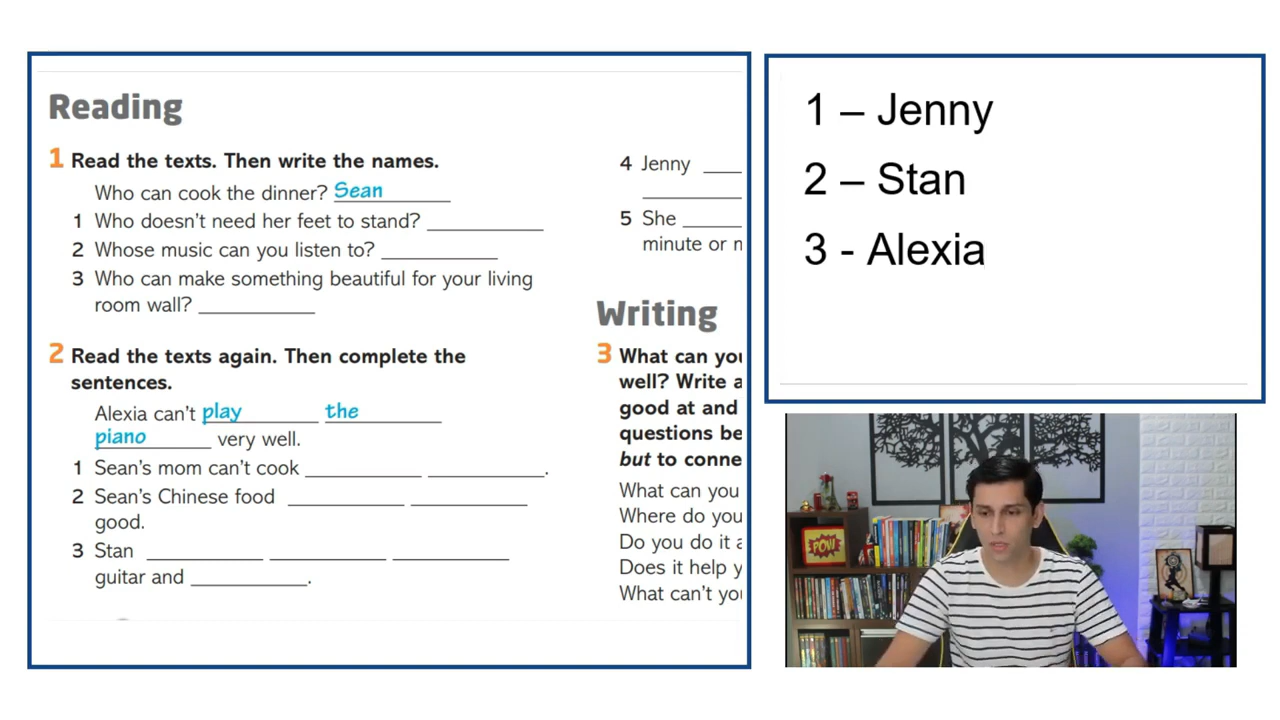 Reading
1 Read the texts. Then write the names.
Who can cook the dinner? Sean
1 Who doesn't need her feet to stand?
2 Whose music can you listen to?
3 Who can make something beautiful for your living
room wall?
2 Read the texts again. Then complete the
sentences.
Alexia can't play the
piano very well.
1 Sean's mom can't cook .
2 Sean's Chinese food
good.
3 Stan
guitar and .
4 Jenny
5 She
minute or
Writing
3 What can you
well? Write a
good at and
questions be
but to conne
What can you
Where do you
Do you do it a
Does it help y
What can't you
1 – Jenny
2 – Stan
3 - Alexia
POW